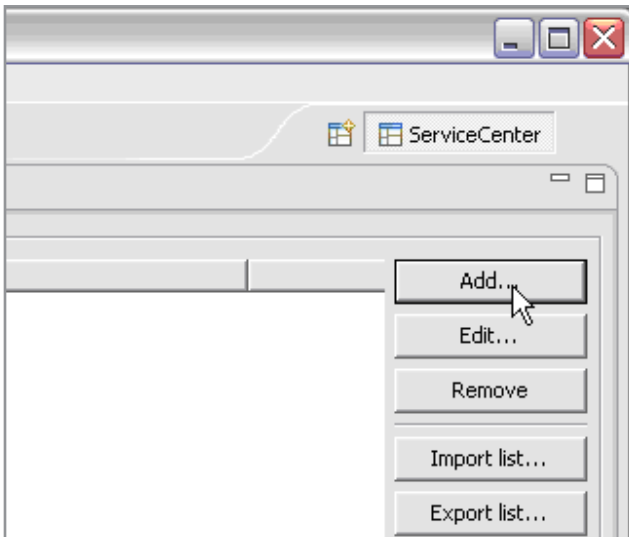 ServiceCenter
Add...
Edit...
Remove
Import list...
Export list...